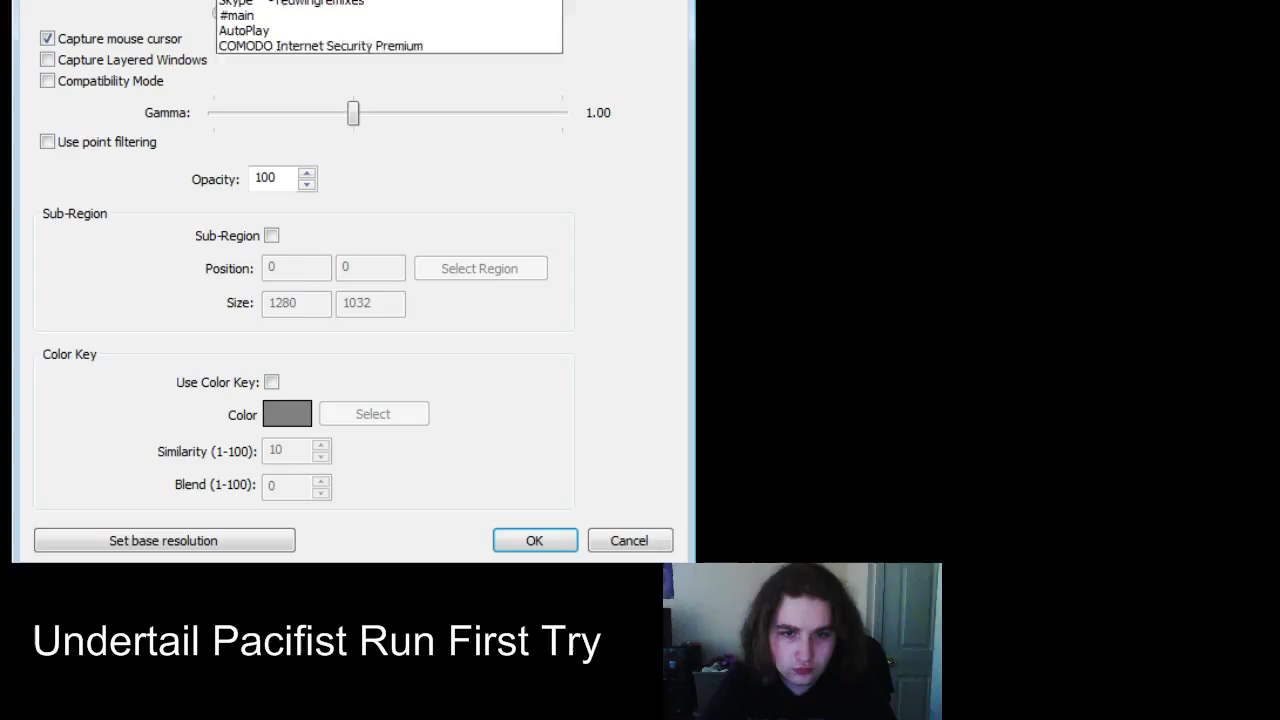 Skype™ - redwingremixes
#main
AutoPlay
COMODO Internet Security Premium
Capture mouse cursor
Capture Layered Windows
Compatibility Mode
Gamma: 1.00
Use point filtering
Opacity: 100
Sub-Region
Sub-Region
Position: 0 0 Select Region
Size: 1280 1032
Color Key
Use Color Key:
Color Select
Similarity (1-100): 10
Blend (1-100): 0
Set base resolution OK Cancel
Undertail Pacifist Run First Try